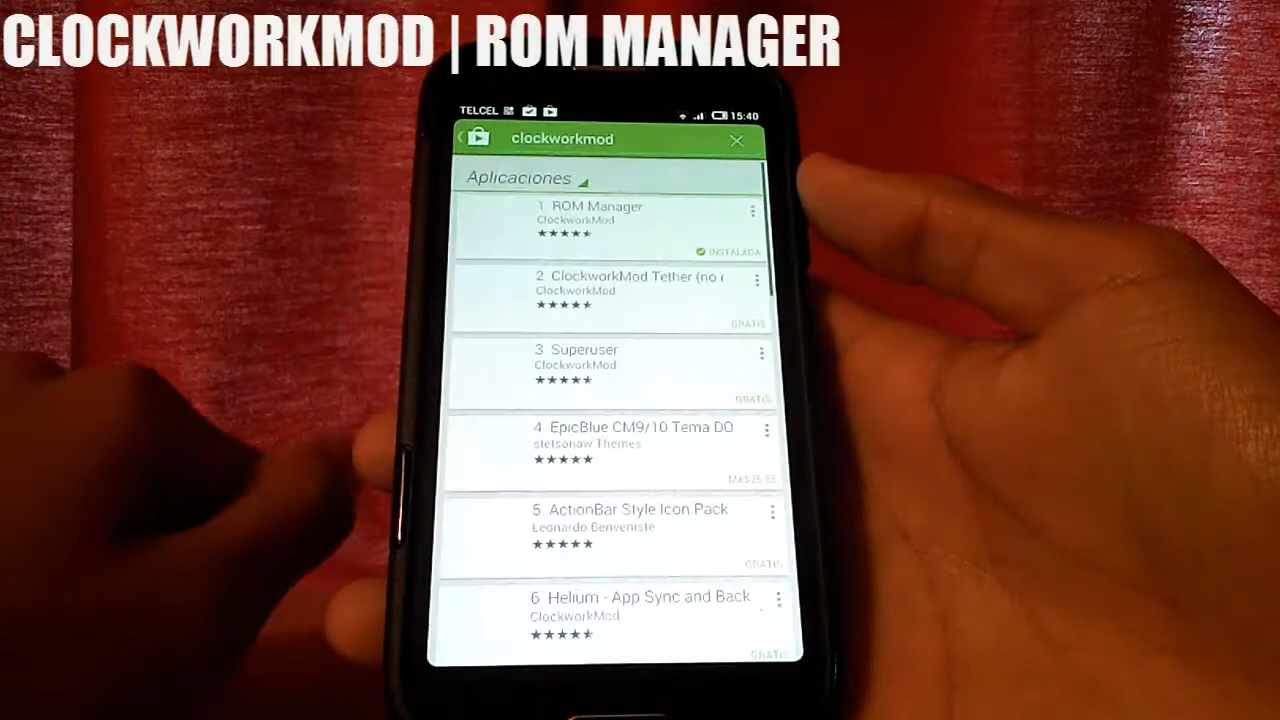 CLOCKWORKMOD | ROM MANAGER
TELCEL 15:40
clockworkmod
Aplicaciones
1 ROM Manager
ClockworkMod
INSTALADA
2 ClockworkMod Tether (no r
ClockworkMod
GRATIS
3 Superuser
ClockworkMod
GRATIS
4 EpicBlue CM9/10 Tema DO
stetsonaw Themes
5 ActionBar Style Icon Pack
Leonardo Benveniste
GRATIS
6 Helium - App Sync and Back
ClockworkMod
GRATIS